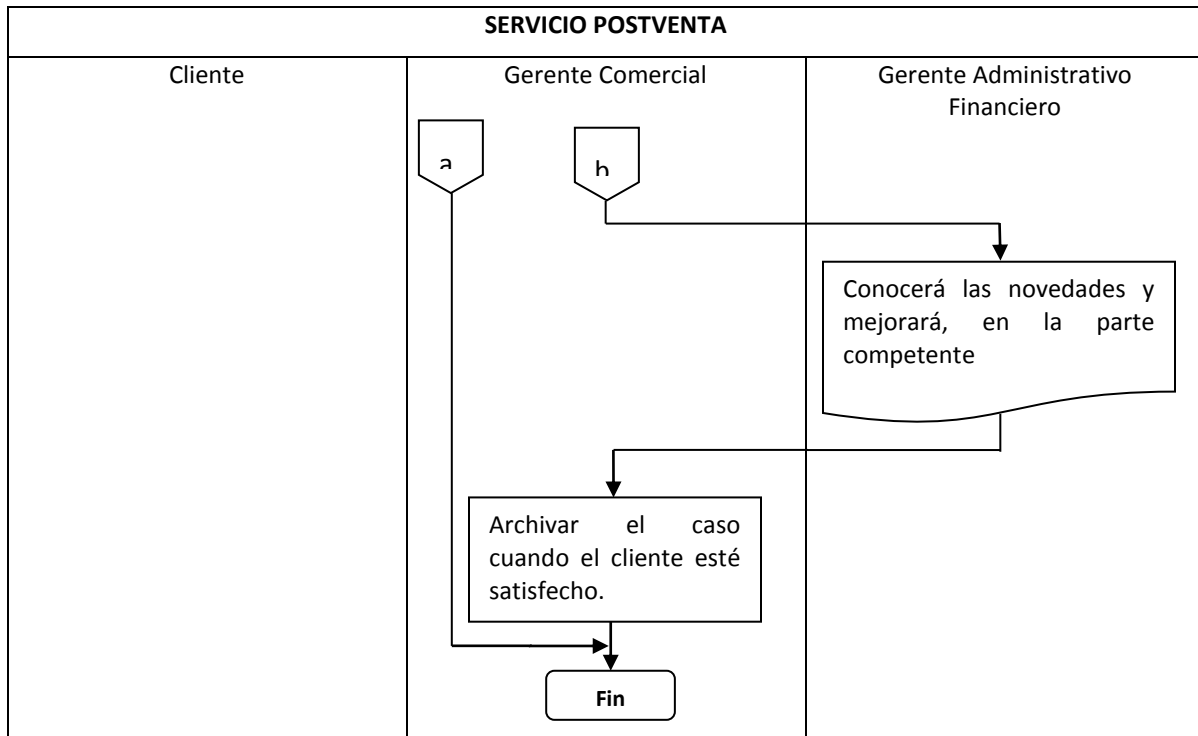 SERVICIO POSTVENTA
Cliente
Gerente Comercial
Gerente Administrativo
Financiero
a
b
Conocerá las novedades y
mejorará, en la parte
competente
Archivar el caso
cuando el cliente esté
satisfecho.
Fin